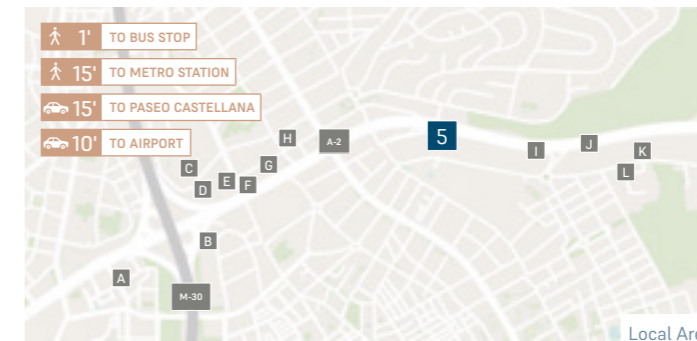 1' TO BUS STOP
15' TO METRO STATION
15' TO PASEO CASTELLANA
10' TO AIRPORT
H
A-2
5
I
J
K
C
G
L
D
E
F
B
A
M-30
Local